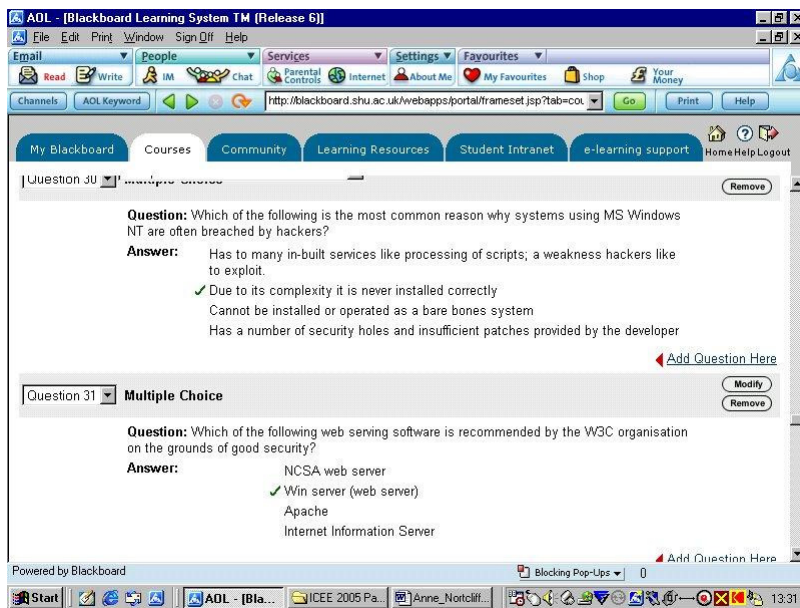 AOL - [Blackboard Learning System TM (Release 6)]
File Edit Print Window Sign Off Help
Email People Services Settings Favourites
Read Write IM Chat Parental Controls Internet About Me My Favourites Shop Your Money
Channels AOL Keyword http://blackboard.shu.ac.uk/webapps/portal/frameset.jsp?tab=cou Go Print Help
My Blackboard Courses Community Learning Resources Student Intranet e-learning support Home Help Logout
Question 30 Multiple Choice
Remove
Question: Which of the following is the most common reason why systems using MS Windows
NT are often breached by hackers?
Answer: Has to many in-built services like processing of scripts; a weakness hackers like
to exploit.
Due to its complexity it is never installed correctly
Cannot be installed or operated as a bare bones system
Has a number of security holes and insufficient patches provided by the developer
Add Question Here
Question 31 Multiple Choice
Modify
Remove
Question: Which of the following web serving software is recommended by the W3C organisation
on the grounds of good security?
Answer: NCSA web server
Win server (web server)
Apache
Internet Information Server
Add Question Here
Powered by Blackboard
Blocking Pop-Ups 0
Start AOL - [Bla... ICEE 2005 Pa... Anne_Nortcliff... 13:31